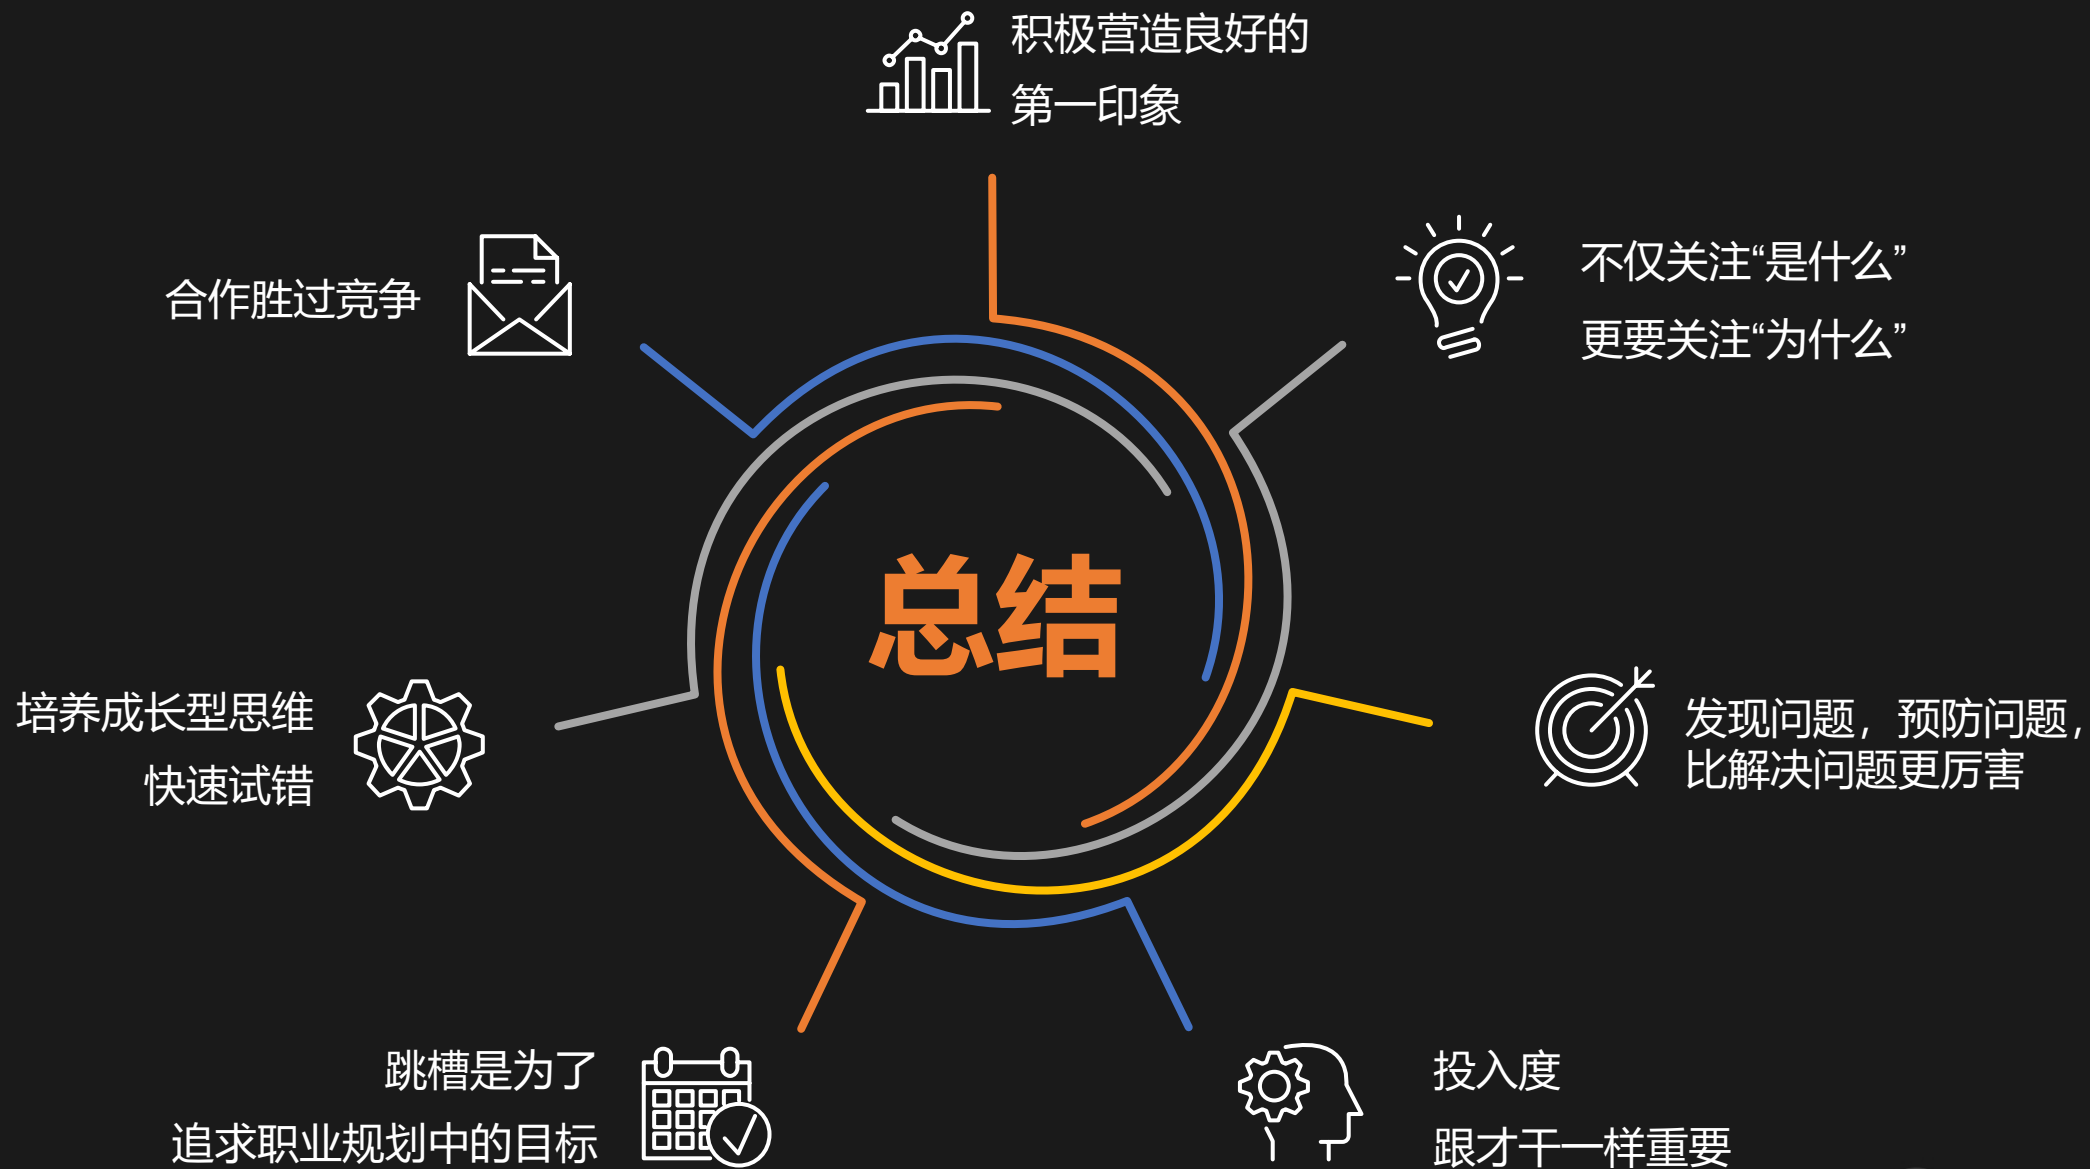 积极营造良好的
第一印象
不仅关注“是什么”
更要关注“为什么”
合作胜过竞争
总结
发现问题，预防问题，
比解决问题更厉害
培养成长型思维
快速试错
跳槽是为了
追求职业规划中的目标
投入度
跟才干一样重要